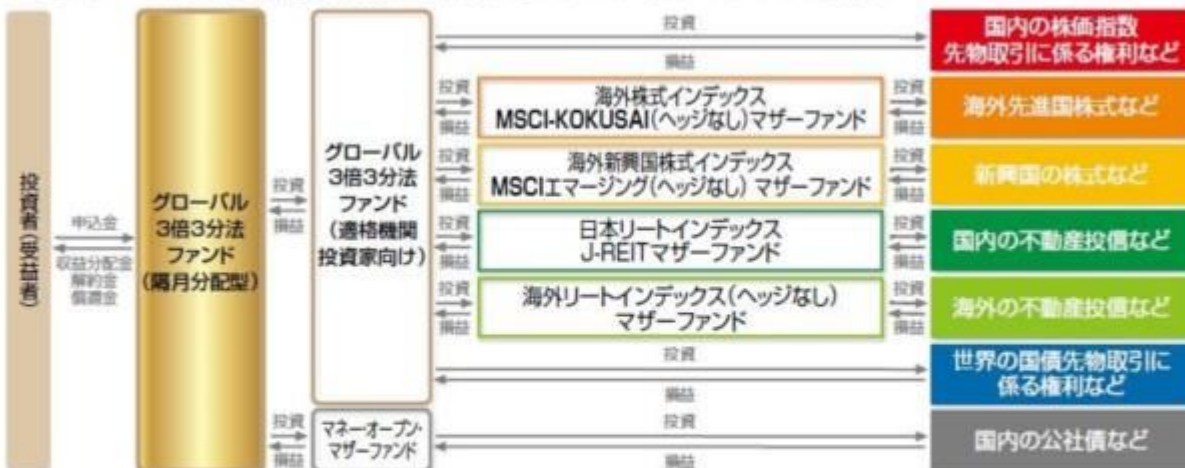 投資者(受益者)
申込金
収益分配金
解約金
償還金
グローバル
3倍3分法
ファンド
(隔月分配型)
投資
損益
グローバル
3倍3分法
ファンド
(適格機関
投資家向け)
投資
損益
国内の株価指数
先物取引に係る権利など
投資
損益
海外株式インデックス
MSCI-KOKUSAI(ヘッジなし)マザーファンド
投資
損益
海外先進国株式など
投資
損益
海外新興国株式インデックス
MSCIエマージング(ヘッジなし) マザーファンド
投資
損益
新興国の株式など
投資
損益
日本リートインデックス
J-REITマザーファンド
投資
損益
国内の不動産投信など
投資
損益
海外リートインデックス(ヘッジなし)
マザーファンド
投資
損益
海外の不動産投信など
投資
損益
世界の国債先物取引に
係る権利など
投資
損益
マネー・オープン・
マザーファンド
投資
損益
国内の公社債など